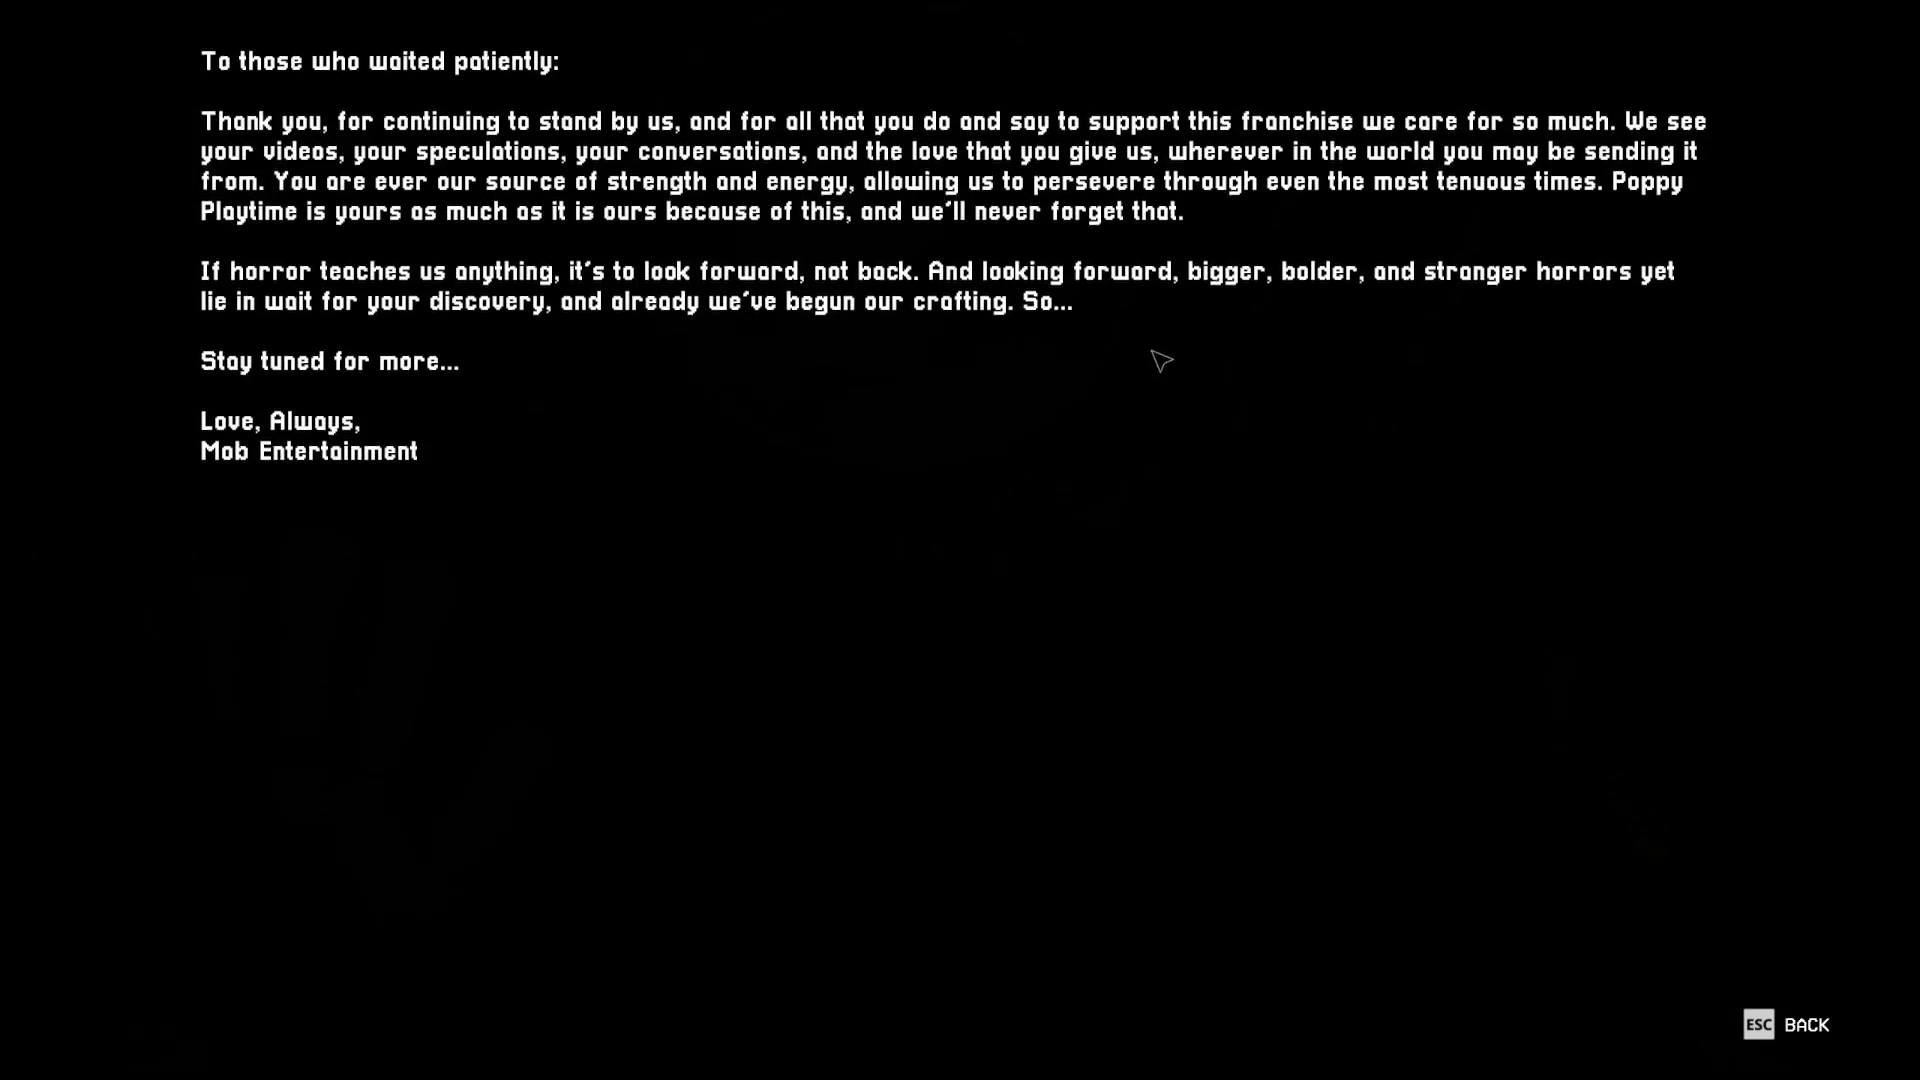 To those who waited patiently:
Thank you, for continuing to stand by us, and for all that you do and say to support this franchise we care for so much. We see
your videos, your speculations, your conversations, and the love that you give us, wherever in the world you may be sending it
from. You are ever our source of strength and energy, allowing us to persevere through even the most tenuous times. Poppy
Playtime is yours as much as it is ours because of this, and we'll never forget that.
If horror teaches us anything, it's to look forward, not back. And looking forward, bigger, bolder, and stranger horrors yet
lie in wait for your discovery, and already we've begun our crafting. So...
Stay tuned for more...
Love, Always,
Mob Entertainment
ESC BACK